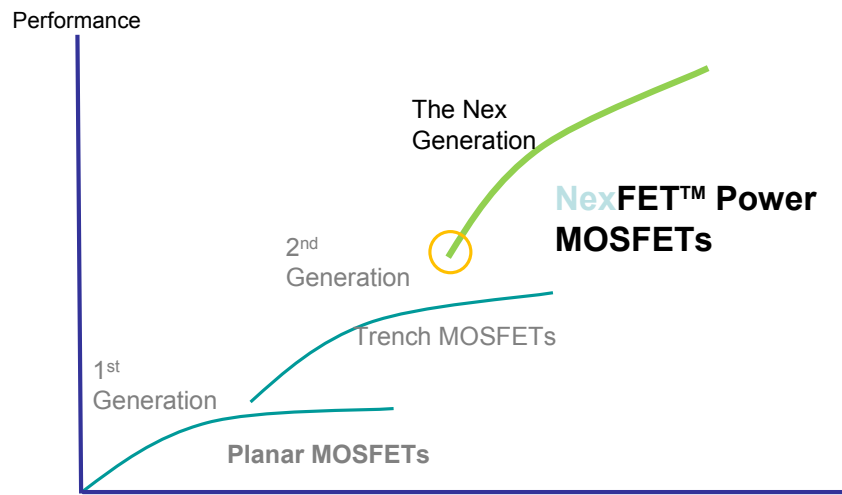 Performance
The Nex
Generation
NexFET™ Power
MOSFETs
2nd
Generation
Trench MOSFETs
1st
Generation
Planar MOSFETs